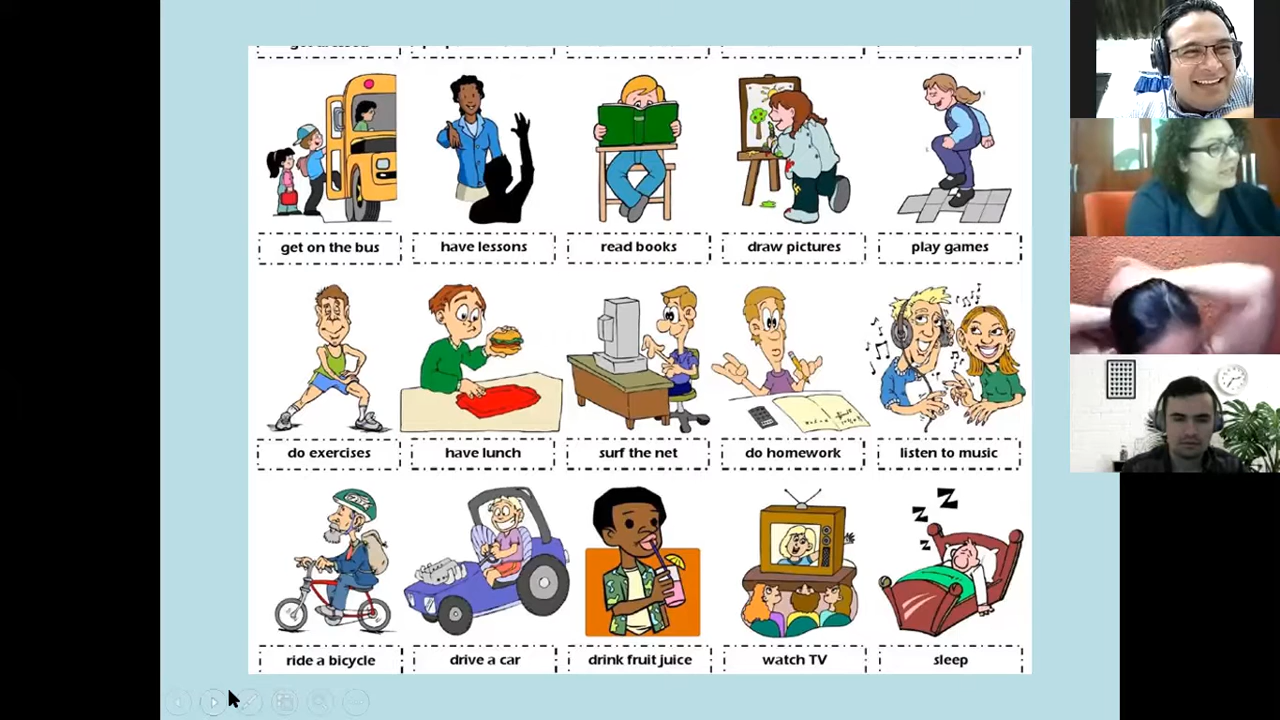 get on the bus have lessons read books draw pictures play games
do exercises have lunch surf the net do homework listen to music
ride a bicycle drive a car drink fruit juice watch TV sleep